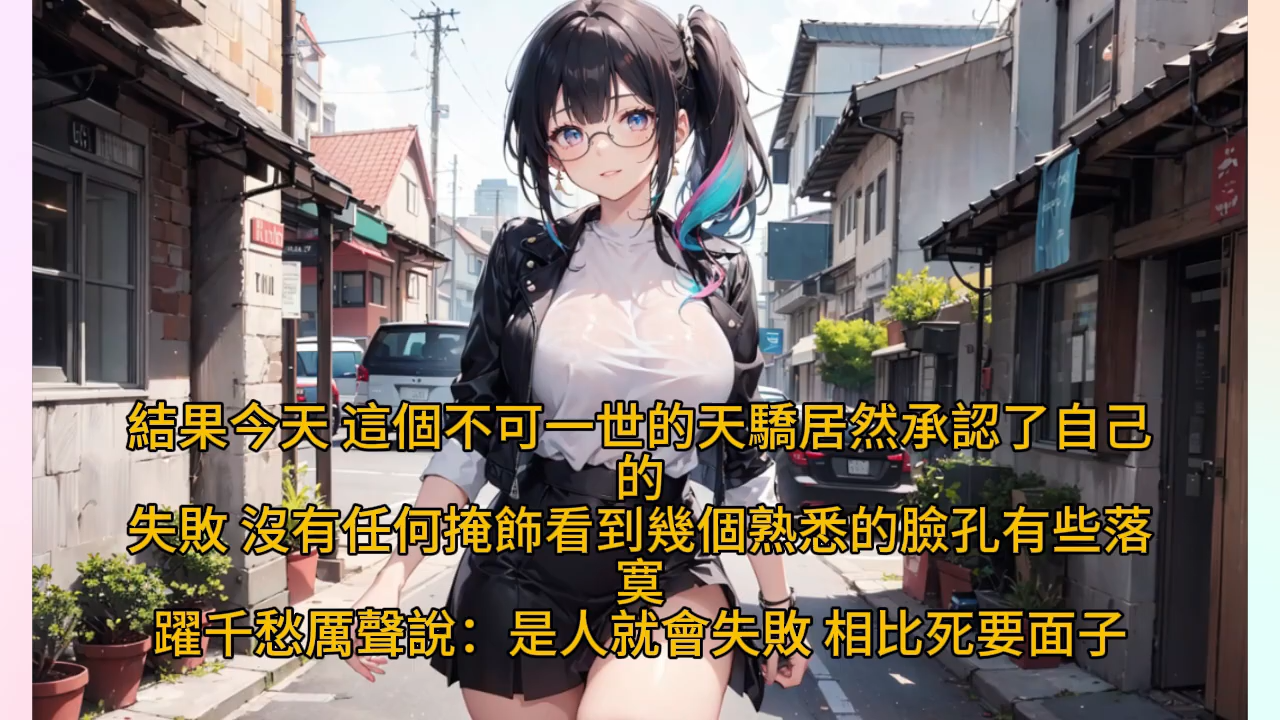 結果今天 這個不可一世的天驕居然承認了自己
的
失敗 沒有任何掩飾看到幾個熟悉的臉孔有些落
寞
躍千愁厲聲說：是人就會失敗 相比死要面子